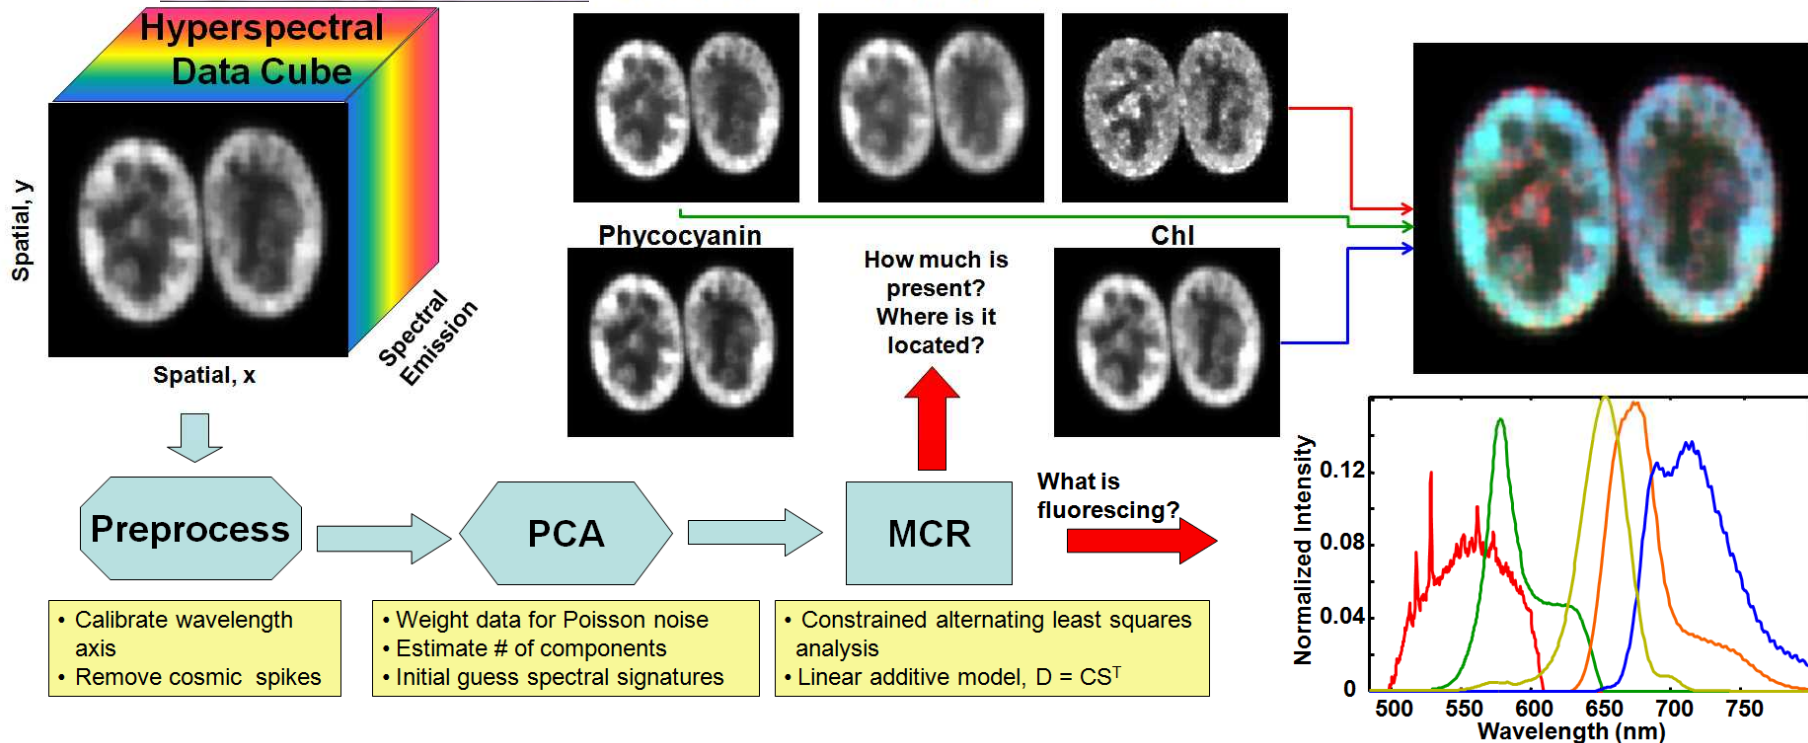 Hyperspectral
Data Cube
Spatial, y
Spatial, x
Spectral
Emission
Phycocyanin
Chl
How much is
present?
Where is it
located?
Preprocess
PCA
MCR
What is
fluorescing?
• Calibrate wavelength
axis
• Remove cosmic spikes
• Weight data for Poisson noise
• Estimate # of components
• Initial guess spectral signatures
• Constrained alternating least squares
analysis
• Linear additive model, D = CSᵀ
Normalized Intensity
0.12
0.08
0.04
0
500 550 600 650 700 750
Wavelength (nm)